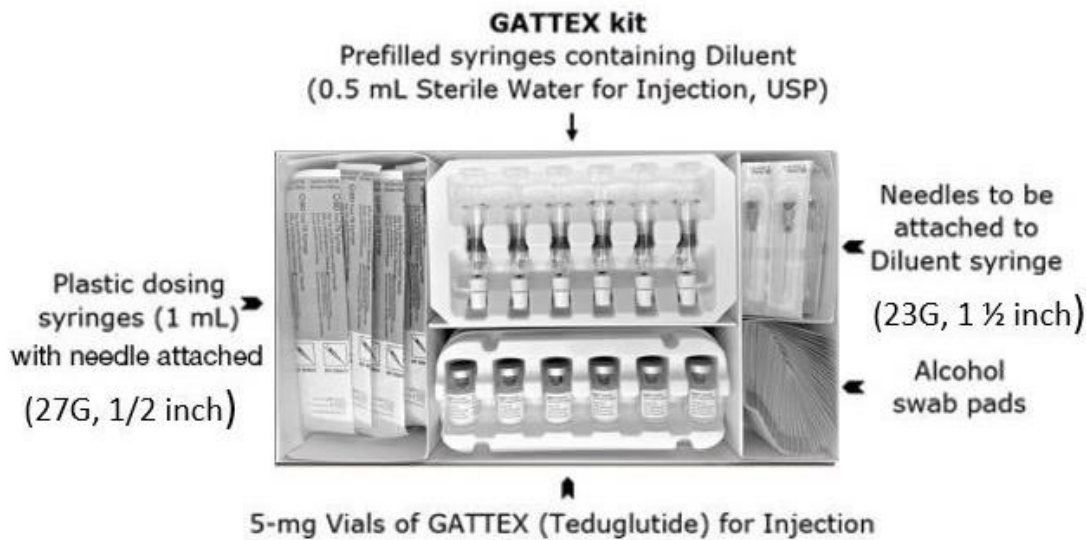 GATTEX kit
Prefilled syringes containing Diluent
(0.5 mL Sterile Water for Injection, USP)
Plastic dosing
syringes (1 mL)
with needle attached
(27G, 1/2 inch)
Needles to be
attached to
Diluent syringe
(23G, 1 ½ inch)
Alcohol
swab pads
5-mg Vials of GATTEX (Teduglutide) for Injection